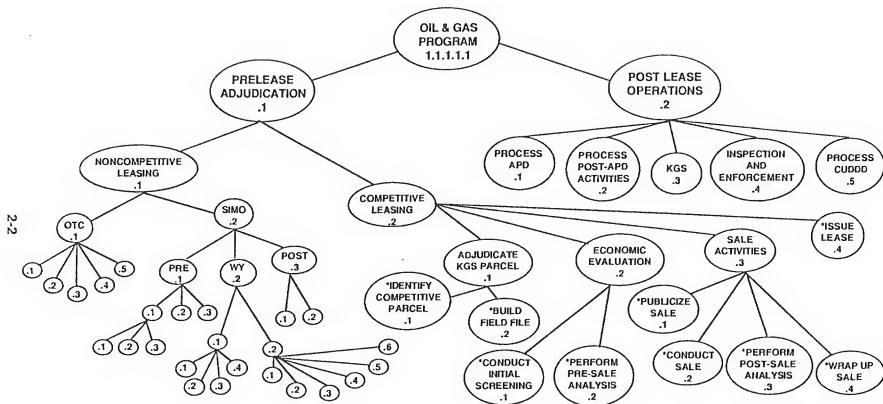 OIL & GAS
PROGRAM
1.1.1.1.1
PRELEASE
ADJUDICATION
.1
POST LEASE
OPERATIONS
.2
NONCOMPETITIVE
LEASING
.1
COMPETITIVE
LEASING
.2
PROCESS
APD
.1
PROCESS
POST-APD
ACTIVITIES
.2
KGS
.3
INSPECTION
AND
ENFORCEMENT
.4
PROCESS
CUDDD
.5
OTC
.1
SIMO
.2
.1
.2
.3
.4
.5
PRE
.1
WY
.2
POST
.3
.1
.2
.3
.1
.2
.1
.2
.3
.1
.2
.1
.2
.3
.4
.1
.2
.3
.4
.5
.6
ADJUDICATE
KGS PARCEL
.1
ECONOMIC
EVALUATION
.2
SALE
ACTIVITIES
.3
*ISSUE
LEASE
.4
*IDENTIFY
COMPETITIVE
PARCEL
.1
*BUILD
FIELD FILE
.2
*CONDUCT
INITIAL
SCREENING
.1
*PERFORM
PRE-SALE
ANALYSIS
.2
*PUBLICIZE
SALE
.1
*CONDUCT
SALE
.2
*PERFORM
POST-SALE
ANALYSIS
.3
*WRAP UP
SALE
.4
2-2